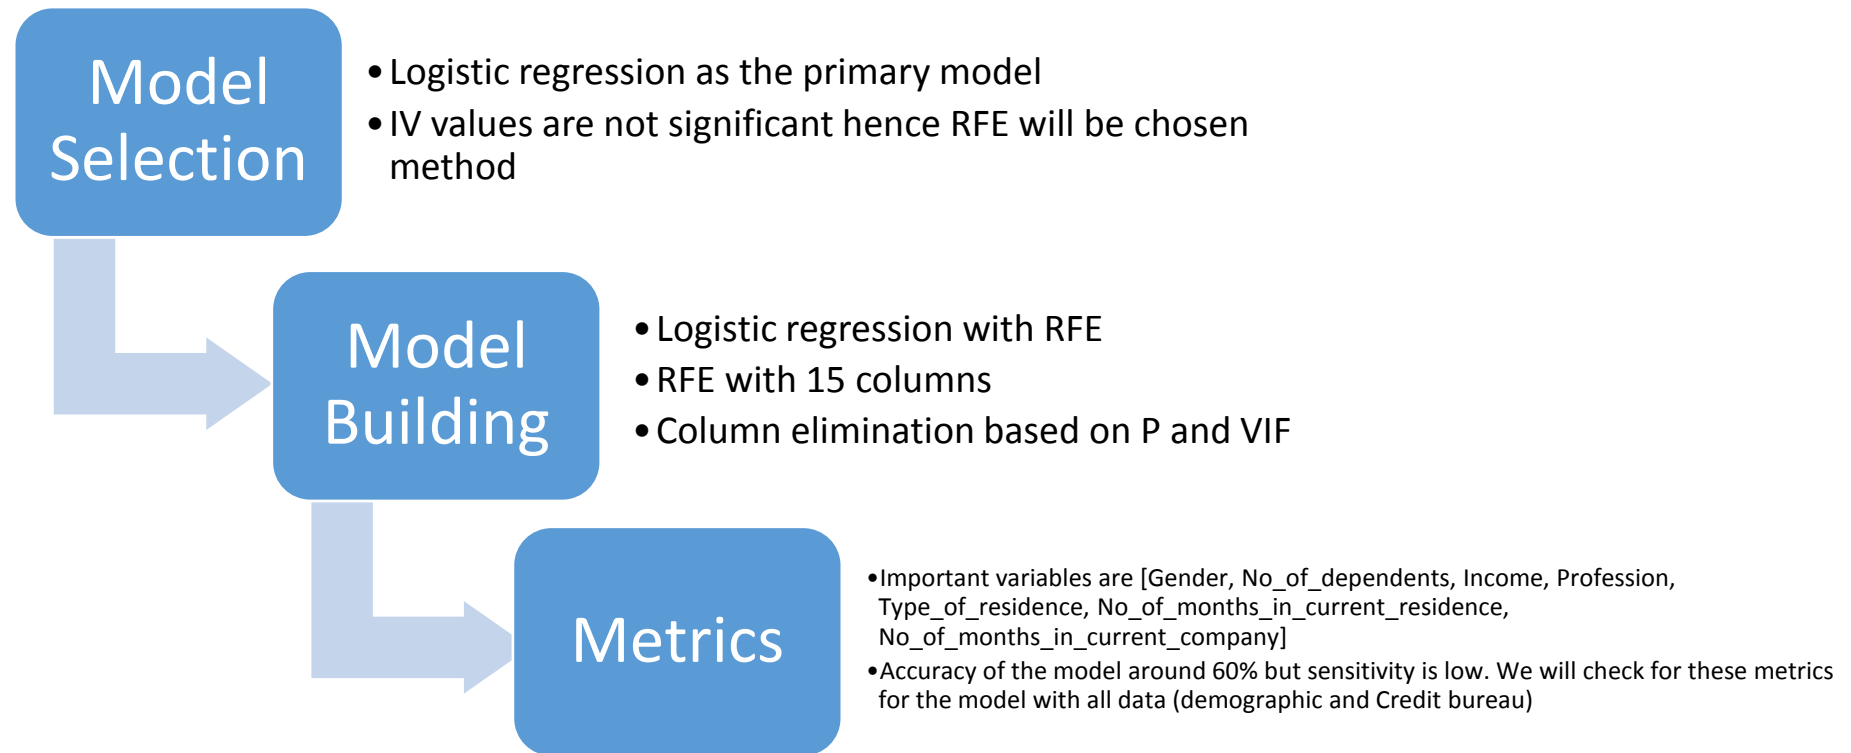 Model
Selection
•Logistic regression as the primary model
•IV values are not significant hence RFE will be chosen
method
Model
Building
•Logistic regression with RFE
•RFE with 15 columns
•Column elimination based on P and VIF
Metrics
•Important variables are [Gender, No_of_dependents, Income, Profession,
Type_of_residence, No_of_months_in_current_residence,
No_of_months_in_current_company]
•Accuracy of the model around 60% but sensitivity is low. We will check for these metrics
for the model with all data (demographic and Credit bureau)